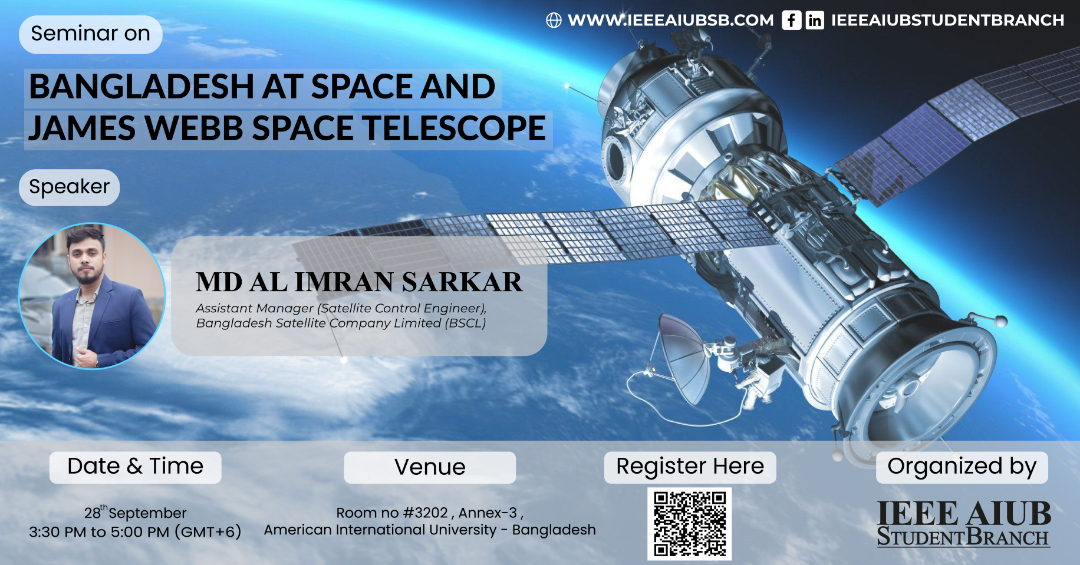 WWW.IEEEAIUBSB.COM IEEEAIUBSTUDENTBRANCH
Seminar on
BANGLADESH AT SPACE AND
JAMES WEBB SPACE TELESCOPE
Speaker
MD AL IMRAN SARKAR
Assistant Manager (Satellite Control Engineer),
Bangladesh Satellite Company Limited (BSCL)
Date & Time
28th September
3:30 PM to 5:00 PM (GMT+6)
Venue
Room no #3202 , Annex-3 ,
American International University - Bangladesh
Register Here
Organized by
IEEE AIUB
STUDENTBRANCH